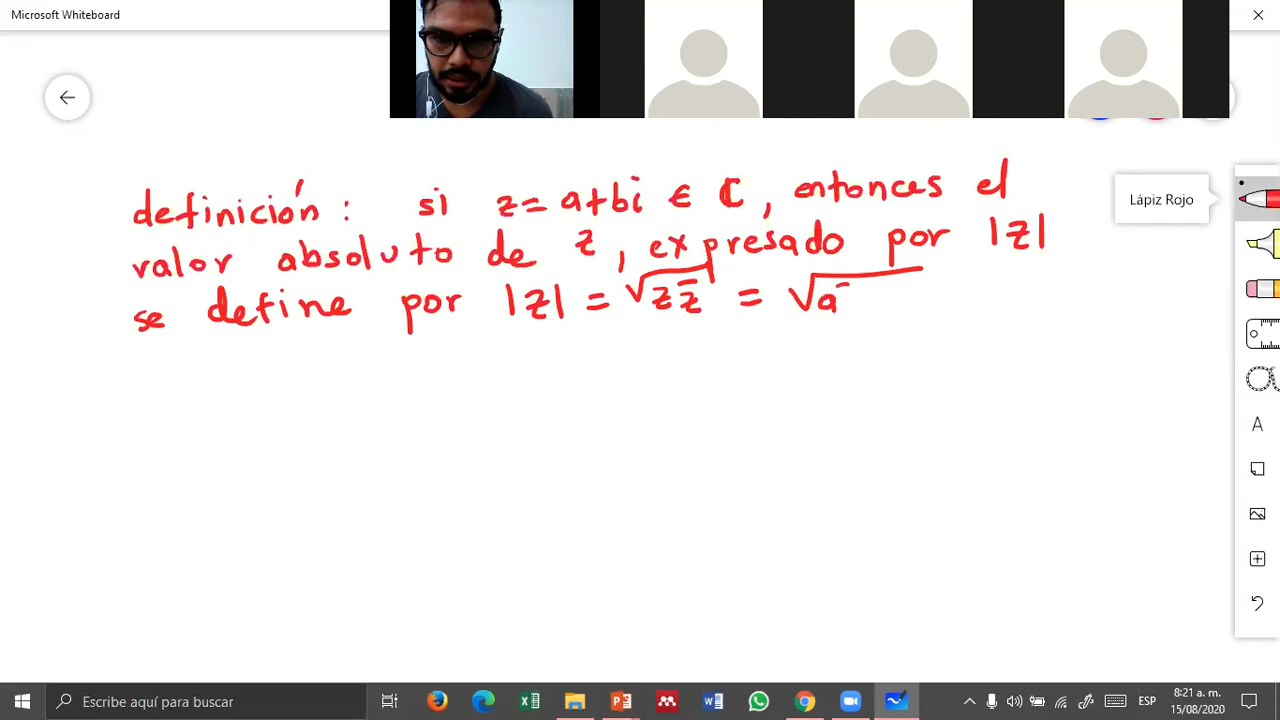 Microsoft Whiteboard
Lápiz Rojo
definición: si z = a+bi ∈ ℂ, entonces el
valor absoluto de z, expresado por |z|
se define por |z| = √z z̄ = √a
A
Escribe aquí para buscar
ESP
8:21 a. m.
15/08/2020